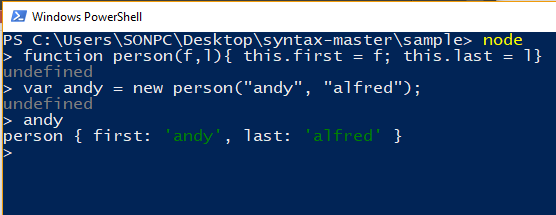 Windows PowerShell
PS C:\Users\SONPC\Desktop\syntax-master\sample> node
> function person(f,l){ this.first = f; this.last = l}
undefined
> var andy = new person("andy", "alfred");
undefined
> andy
person { first: 'andy', last: 'alfred' }
>